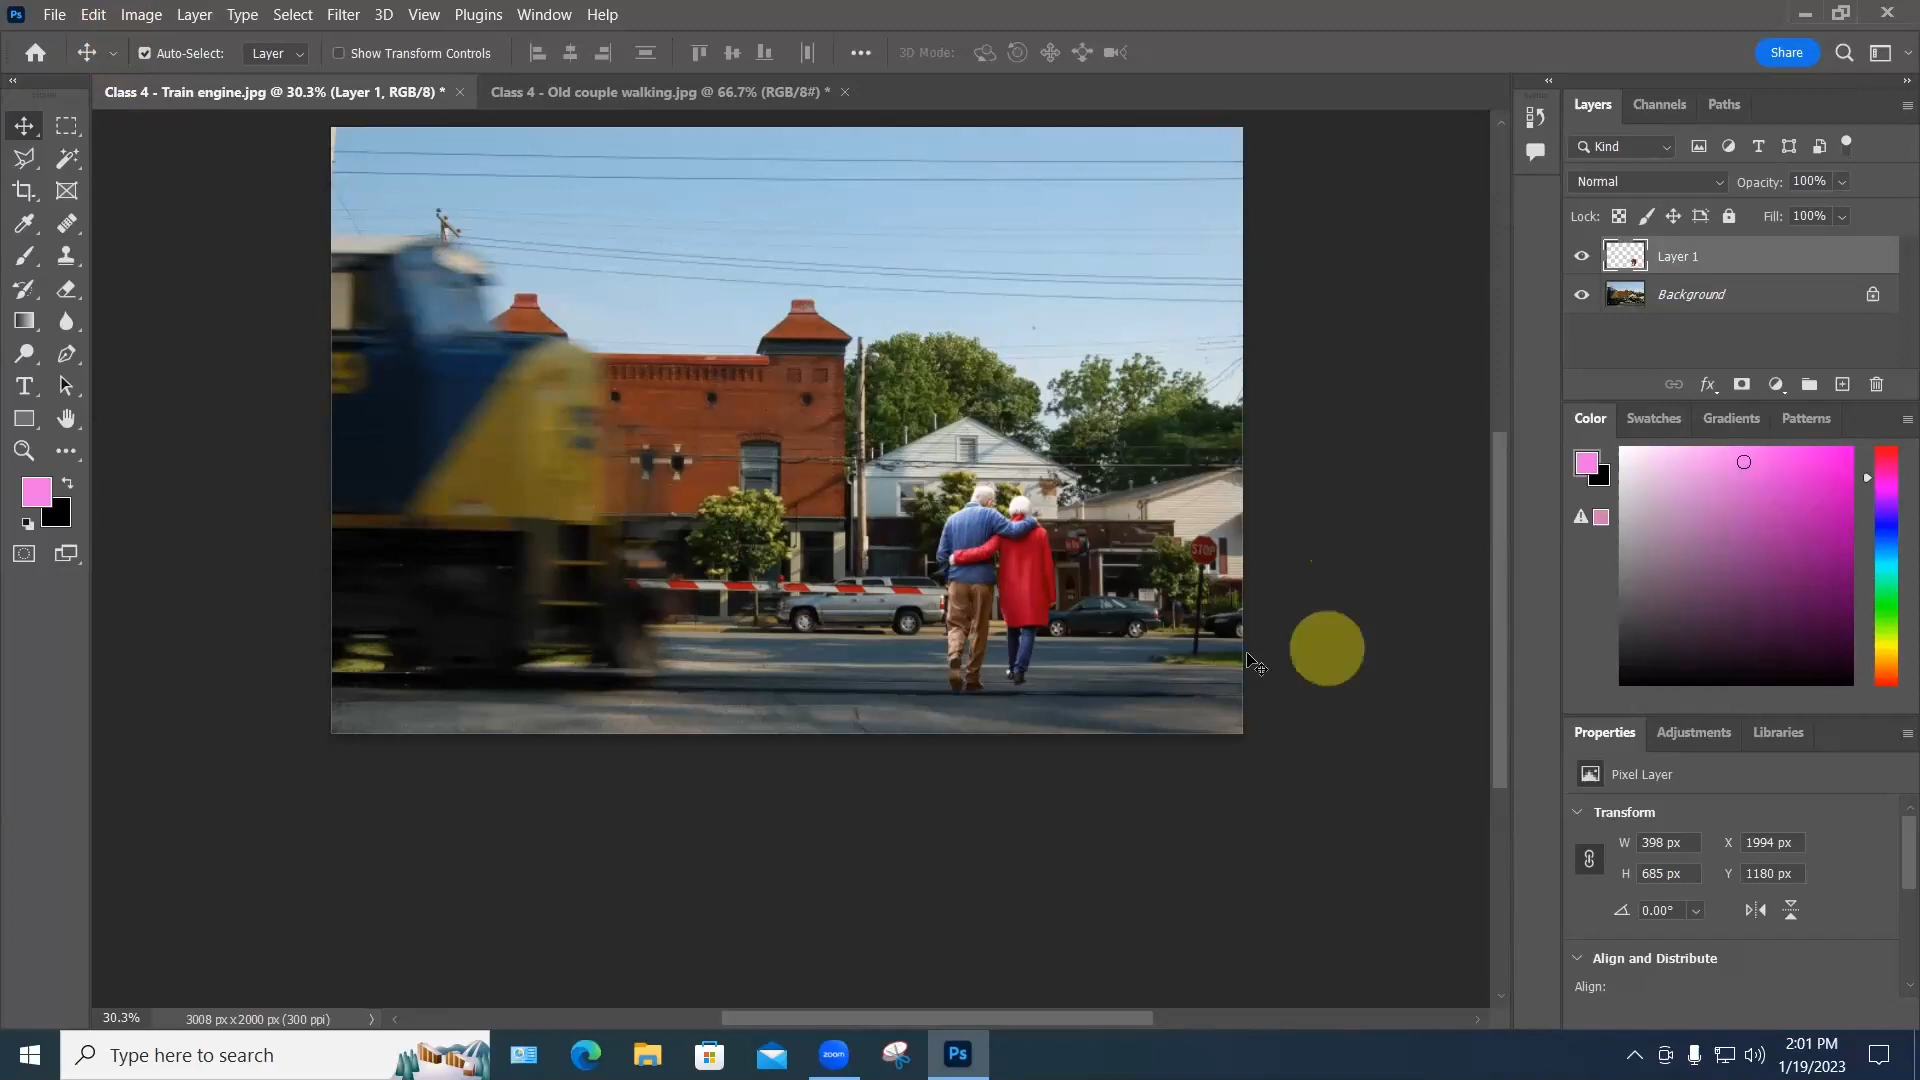 Ps File Edit Image Layer Type Select Filter 3D View Plugins Window Help
Auto-Select: Layer Show Transform Controls 3D Mode: Share
Class 4 - Train engine.jpg @ 30.3% (Layer 1, RGB/8) * Class 4 - Old couple walking.jpg @ 66.7% (RGB/8#) *
Layers Channels Paths
Kind
Normal Opacity: 100%
Lock: Fill: 100%
Layer 1
Background
fx
Color Swatches Gradients Patterns
STOP
Properties Adjustments Libraries
Pixel Layer
Transform
W 398 px X 1994 px
H 685 px Y 1180 px
0.00°
Align and Distribute
Align:
30.3% 3008 px x 2000 px (300 ppi)
Type here to search
zoom
Ps
2:01 PM
1/19/2023